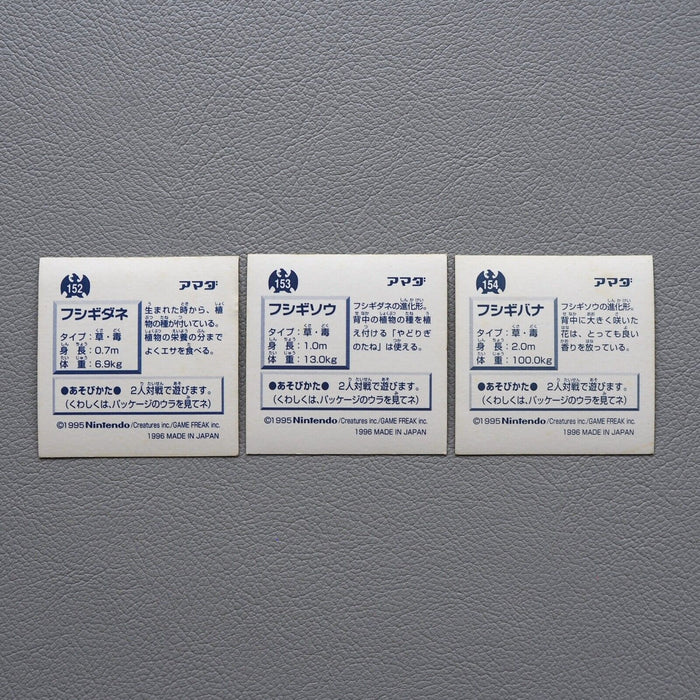 152
アマダ
フシギダネ
タイプ：草・毒
身長：0.7m
体重：6.9kg
生まれた時から、植
物の種が付いている。
植物の栄養の分まで
よくエサを食べる。
●あそびかた● 2人対戦で遊びます。
(くわしくは、パッケージのウラを見てネ)
©1995 Nintendo/Creatures inc./GAME FREAK inc.
1996 MADE IN JAPAN
153
アマダ
フシギソウ
タイプ：草・毒
身長：1.0m
体重：13.0kg
フシギダネの進化形。
背中の植物の種を植
え付ける「やどりぎ
のたね」は使える。
●あそびかた● 2人対戦で遊びます。
(くわしくは、パッケージのウラを見てネ)
©1995 Nintendo/Creatures inc./GAME FREAK inc.
1996 MADE IN JAPAN
154
アマダ
フシギバナ
タイプ：草・毒
身長：2.0m
体重：100.0kg
フシギソウの進化形。
背中に大きく咲いた
花は、とっても良い
香りを放っている。
●あそびかた● 2人対戦で遊びます。
(くわしくは、パッケージのウラを見てネ)
©1995 Nintendo/Creatures inc./GAME FREAK inc.
1996 MADE IN JAPAN